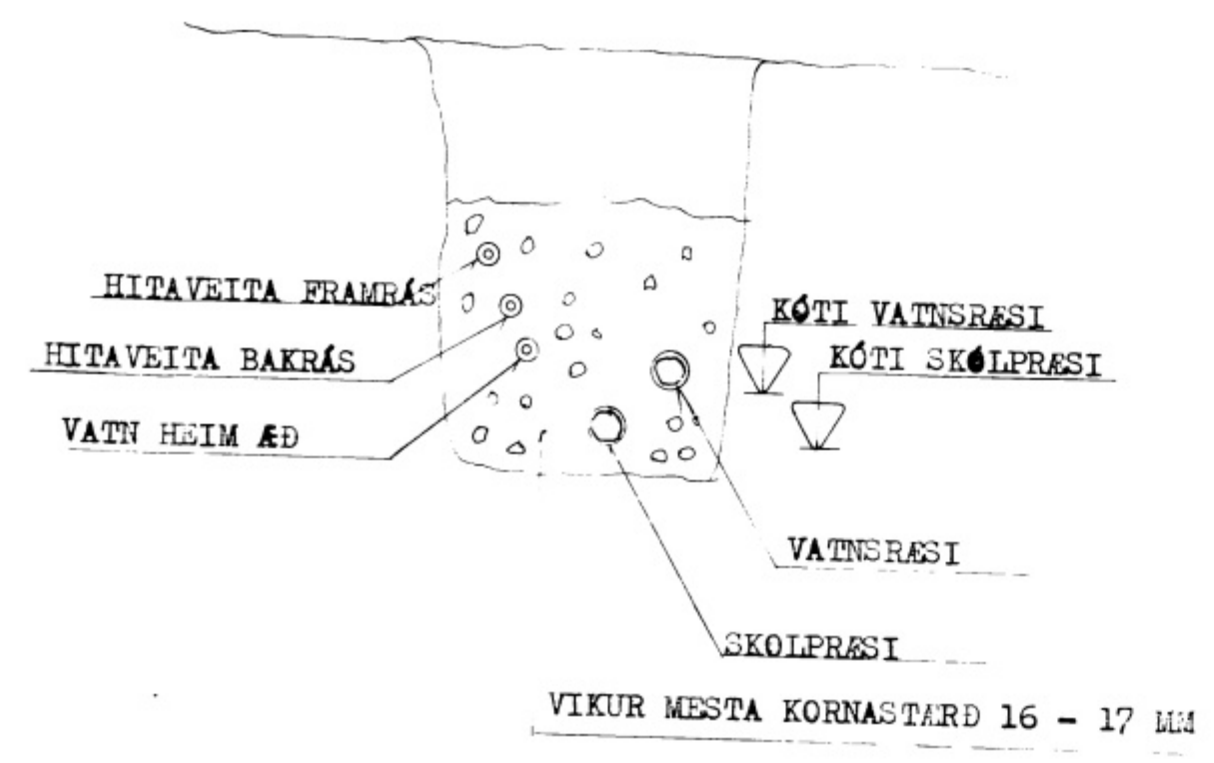 HITAVEITA FRAMRÁS
KÓTI VATNSRÆSI
HITAVEITA BAKRÁS
KÓTI SKÓLPRÆSI
VATN HEIM ÆÐ
VATNSRÆSI
SKOLPRÆSI
VIKUR MESTA KORNASTÆRÐ 16 - 17 MM